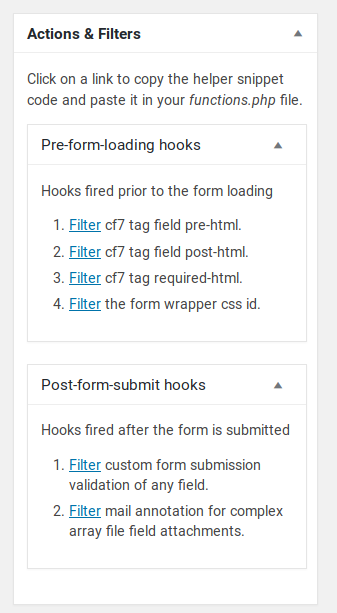 Actions & Filters
Click on a link to copy the helper snippet
code and paste it in your functions.php file.
Pre-form-loading hooks
Hooks fired prior to the form loading
1. Filter cf7 tag field pre-html.
2. Filter cf7 tag field post-html.
3. Filter cf7 tag required-html.
4. Filter the form wrapper css id.
Post-form-submit hooks
Hooks fired after the form is submitted
1. Filter custom form submission
validation of any field.
2. Filter mail annotation for complex
array file field attachments.